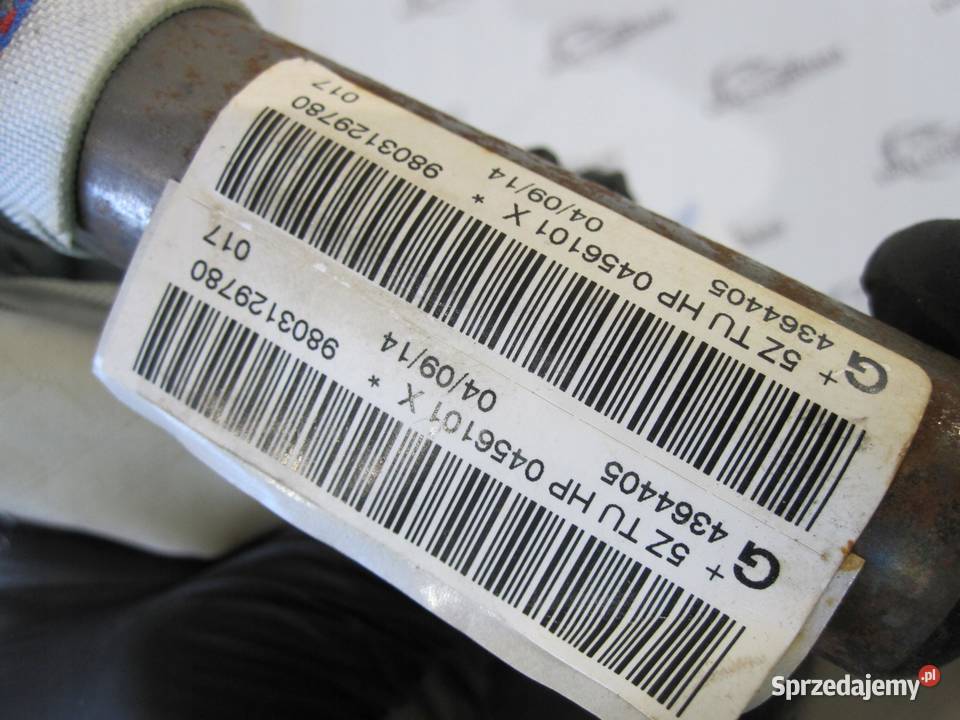 G 4364405 04/09/14 017
+ 5Z TU HP 0456101 X * 9803129780
G 4364405 04/09/14 017
+ 5Z TU HP 0456101 X * 9803129780
Sprzedajemy.pl